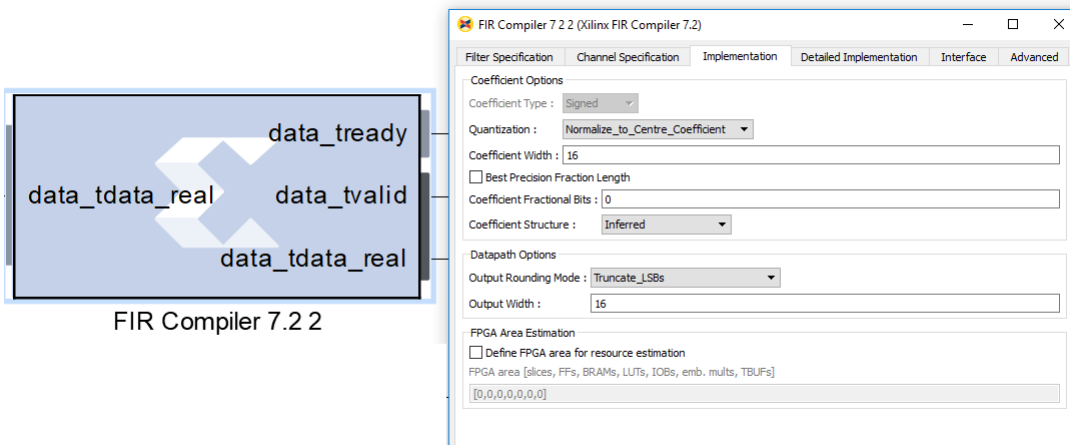 data_tready
data_tdata_real data_tvalid
data_tdata_real
FIR Compiler 7.2 2
FIR Compiler 7 2 2 (Xilinx FIR Compiler 7.2)
Filter Specification Channel Specification Implementation Detailed Implementation Interface Advanced
Coefficient Options
Coefficient Type : Signed
Quantization : Normalize_to_Centre_Coefficient
Coefficient Width : 16
Best Precision Fraction Length
Coefficient Fractional Bits : 0
Coefficient Structure : Inferred
Datapath Options
Output Rounding Mode : Truncate_LSBs
Output Width : 16
FPGA Area Estimation
Define FPGA area for resource estimation
FPGA area [slices, FFs, BRAMs, LUTs, IOBs, emb. mults, TBUFs]
[0,0,0,0,0,0,0]